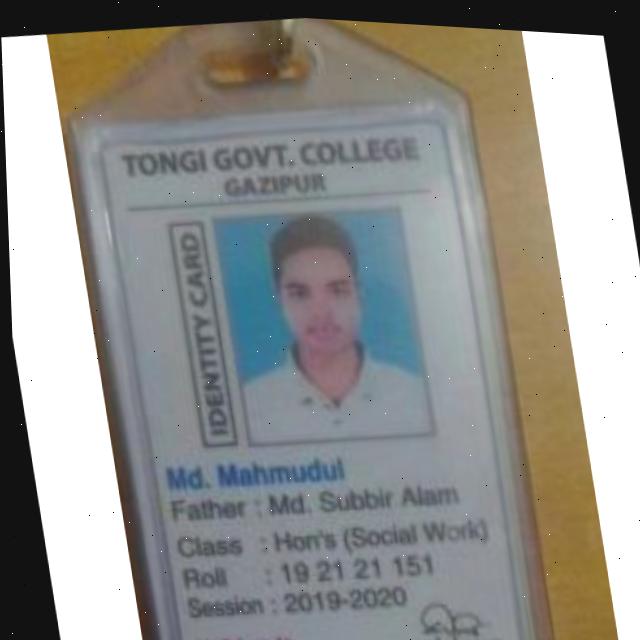 TONGI GOVT. COLLEGE
GAZIPUR
IDENTITY CARD
Md. Mahmudul
Father : Md. Subbir Alam
Class : Hon's (Social Work)
Roll : 19 21 21 151
Session : 2019-2020